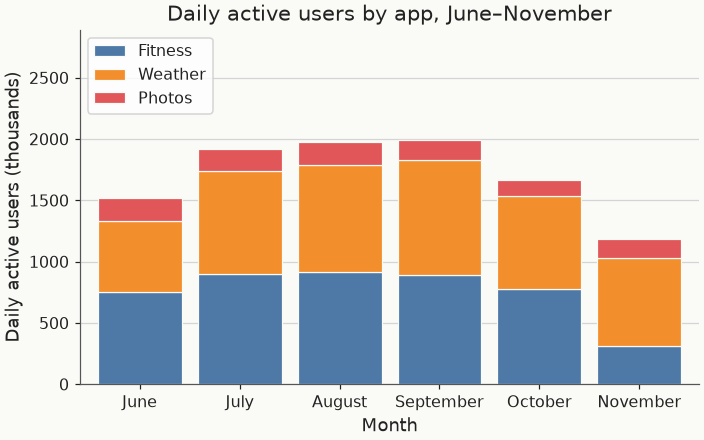 Daily active users by app, June–November
Fitness
Weather
Photos
Daily active users (thousands)
2500
2000
1500
1000
500
0
June July August September October November
Month